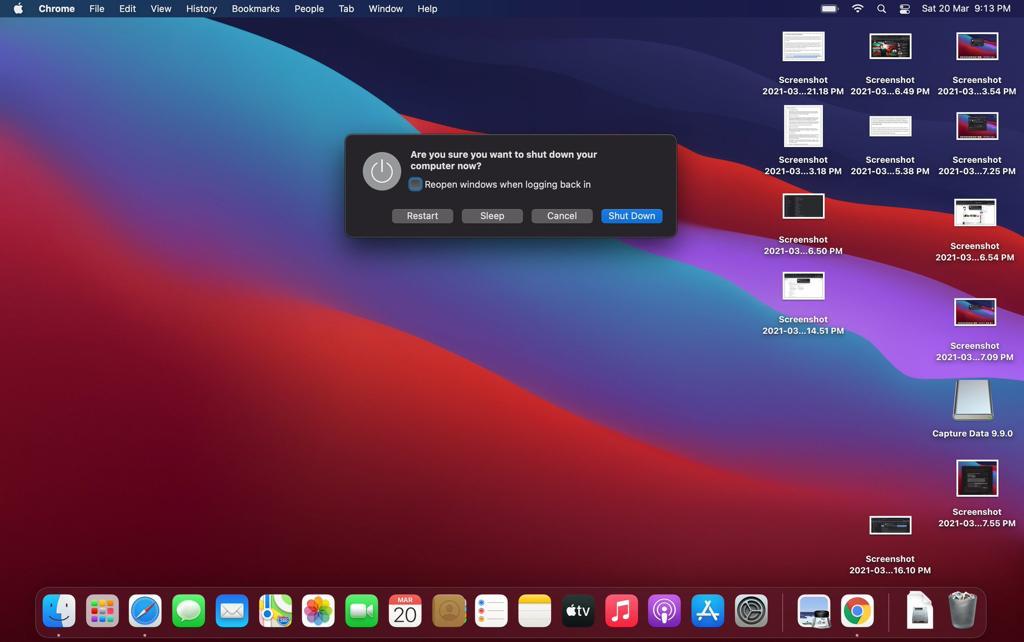 Chrome File Edit View History Bookmarks People Tab Window Help Sat 20 Mar 9:13 PM
Are you sure you want to shut down your
computer now?
Reopen windows when logging back in
Restart Sleep Cancel Shut Down
Screenshot
2021-03...21.18 PM
Screenshot
2021-03...6.49 PM
Screenshot
2021-03...3.54 PM
Screenshot
2021-03...3.18 PM
Screenshot
2021-03...5.38 PM
Screenshot
2021-03...7.25 PM
Screenshot
2021-03...6.50 PM
Screenshot
2021-03...6.54 PM
Screenshot
2021-03...14.51 PM
Screenshot
2021-03...7.09 PM
Capture Data 9.9.0
Screenshot
2021-03...7.55 PM
Screenshot
2021-03...16.10 PM
MAR
20
tv